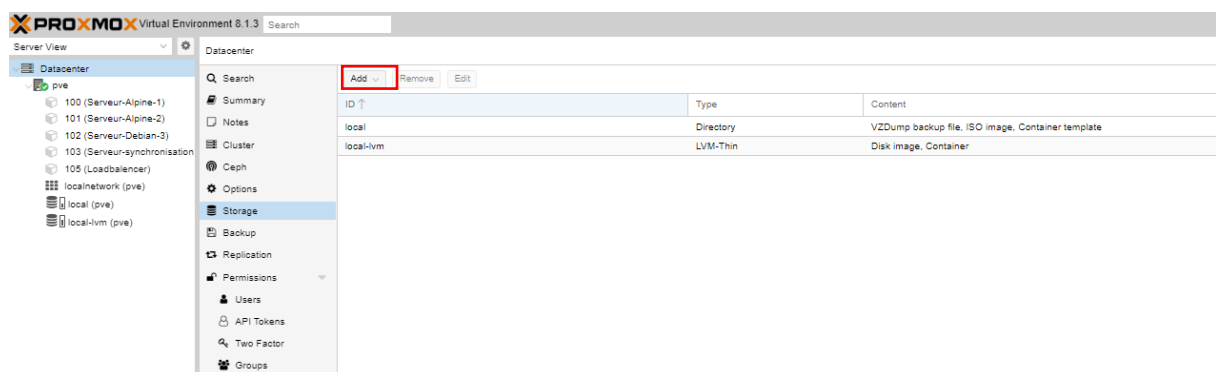 PROXMOX Virtual Environment 8.1.3 Search
Server View
Datacenter
pve
100 (Serveur-Alpine-1)
101 (Serveur-Alpine-2)
102 (Serveur-Debian-3)
103 (Serveur-synchronisation
105 (Loadbalencer)
localnetwork (pve)
local (pve)
local-lvm (pve)
Datacenter
Search
Summary
Notes
Cluster
Ceph
Options
Storage
Backup
Replication
Permissions
Users
API Tokens
Two Factor
Groups
Add Remove Edit
ID Type Content
local Directory VZDump backup file, ISO image, Container template
local-lvm LVM-Thin Disk image, Container